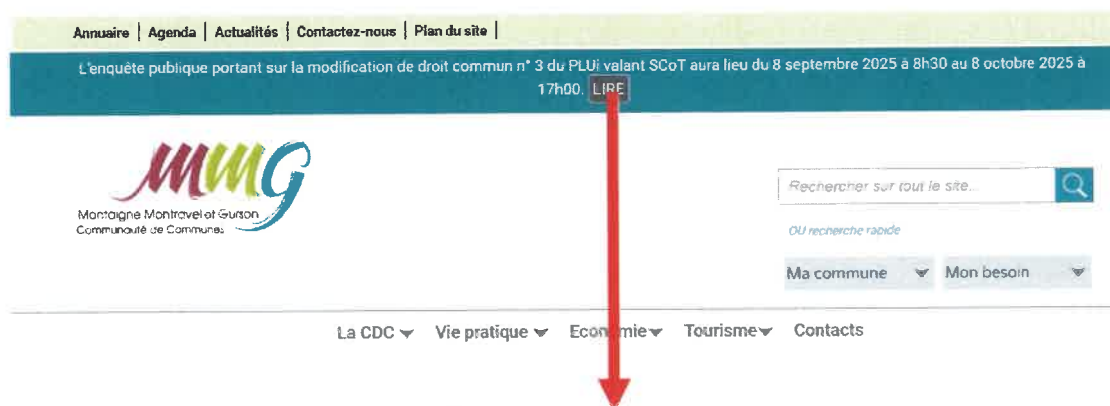 Annuaire | Agenda | Actualités | Contactez-nous | Plan du site |
L'enquête publique portant sur la modification de droit commun n° 3 du PLUi valant SCoT aura lieu du 8 septembre 2025 à 8h30 au 8 octobre 2025 à
17h00. LIRE
mmG
Rechercher sur tout le site...
Montaigne Montravel et Gurson
Communauté de Communes
OU recherche rapide
Ma commune Mon besoin
La CDC Vie pratique Economie Tourisme Contacts